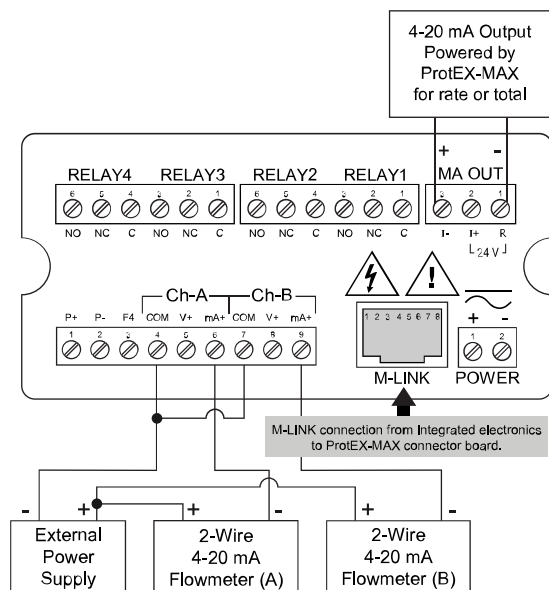 4-20 mA Output
Powered by
ProtEX-MAX
for rate or total
+ -
RELAY4 RELAY3 RELAY2 RELAY1 MA OUT
6 5 4 3 2 1 6 5 4 3 2 1 3 2 1
NO NC C NO NC C NO NC C NO NC C I- I+ R
24 V
Ch-A Ch-B
P+ P- F4 COM V+ mA+ COM V+ mA+
1 2 3 4 5 6 7 8 9
1 2 3 4 5 6 7 8
+ -
1 2
M-LINK POWER
M-LINK connection from Integrated electronics
to ProtEX-MAX connector board.
- + + - + -
External
Power
Supply
2-Wire
4-20 mA
Flowmeter (A)
2-Wire
4-20 mA
Flowmeter (B)